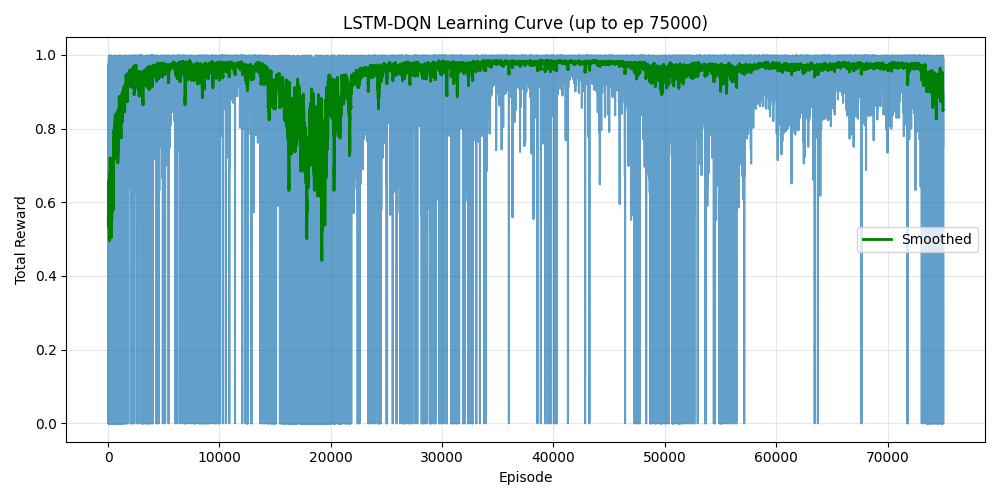 LSTM-DQN Learning Curve (up to ep 75000)
Total Reward
1.0
0.8
0.6
0.4
0.2
0.0
Smoothed
0 10000 20000 30000 40000 50000 60000 70000
Episode